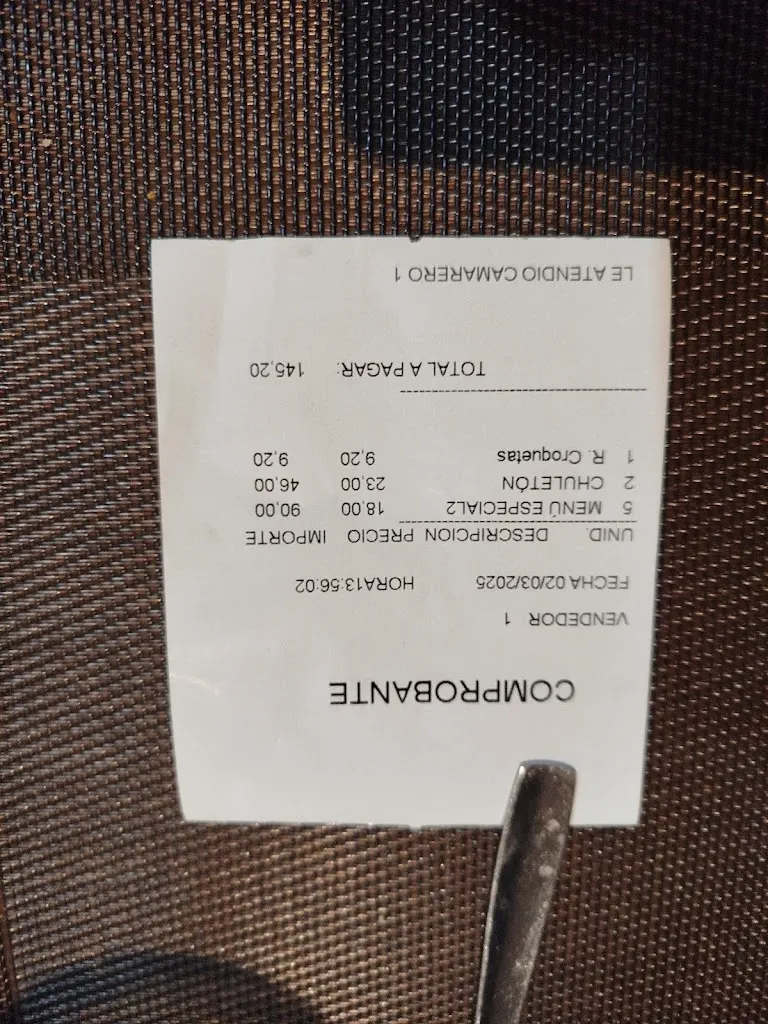 COMPROBANTE
VENDEDOR 1
FECHA 02/03/2025 HORA13:56:02
UNID. DESCRIPCION PRECIO IMPORTE
5 MENÚ ESPECIAL2 18,00 90,00
2 CHULETÓN 23,00 46,00
1 R. Croquetas 9,20 9,20
TOTAL A PAGAR: 145,20
LE ATENDIO CAMARERO 1